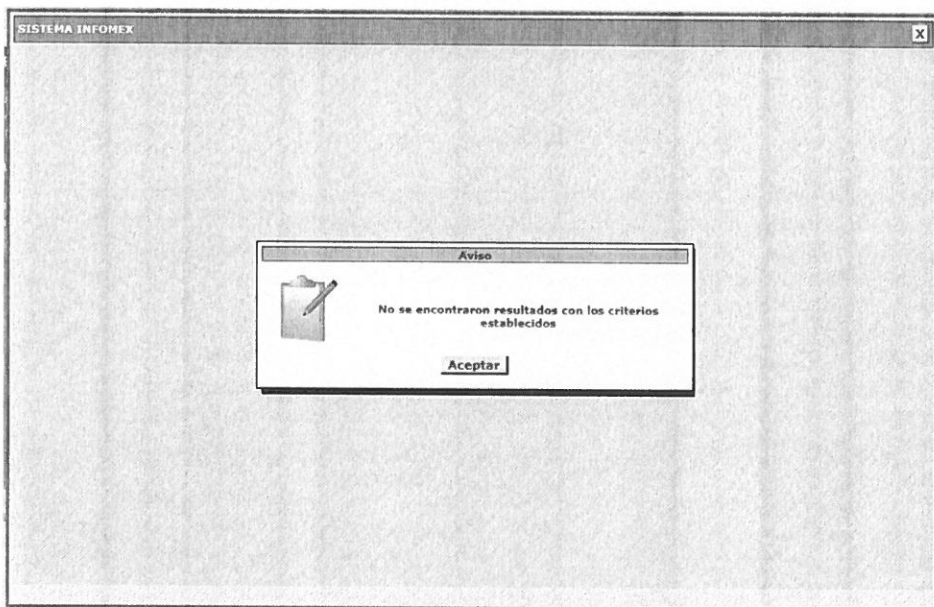 SISTEMA INFOMEX
X
Aviso
No se encontraron resultados con los criterios
establecidos
Aceptar